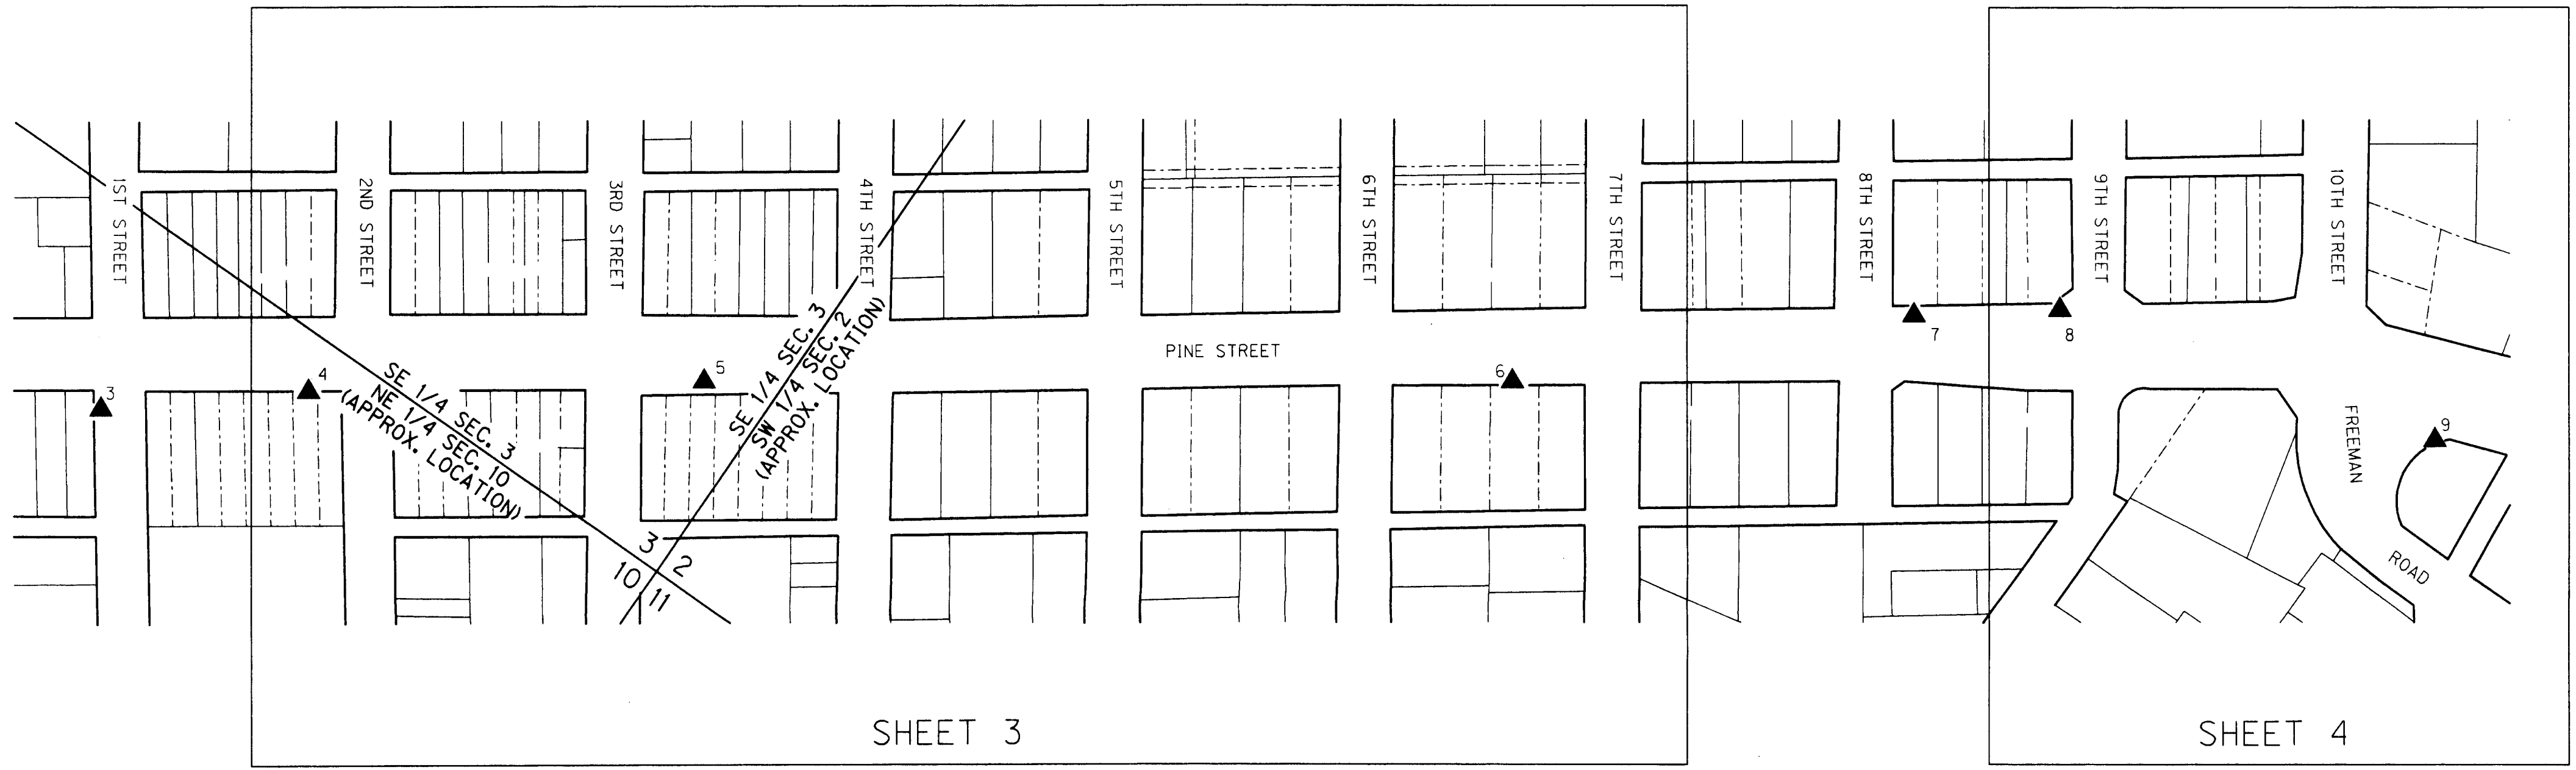 1ST STREET
2ND STREET
3RD STREET
4TH STREET
5TH STREET
6TH STREET
7TH STREET
8TH STREET
9TH STREET
10TH STREET
SE 1/4 SEC. 3
SW 1/4 SEC. 2
(APPROX. LOCATION)
PINE STREET
7
8
3
4
SE 1/4 SEC. 3
NE 1/4 SEC. 10
(APPROX. LOCATION)
5
6
FREEMAN
ROAD
9
3
2
10
11
SHEET 3
SHEET 4